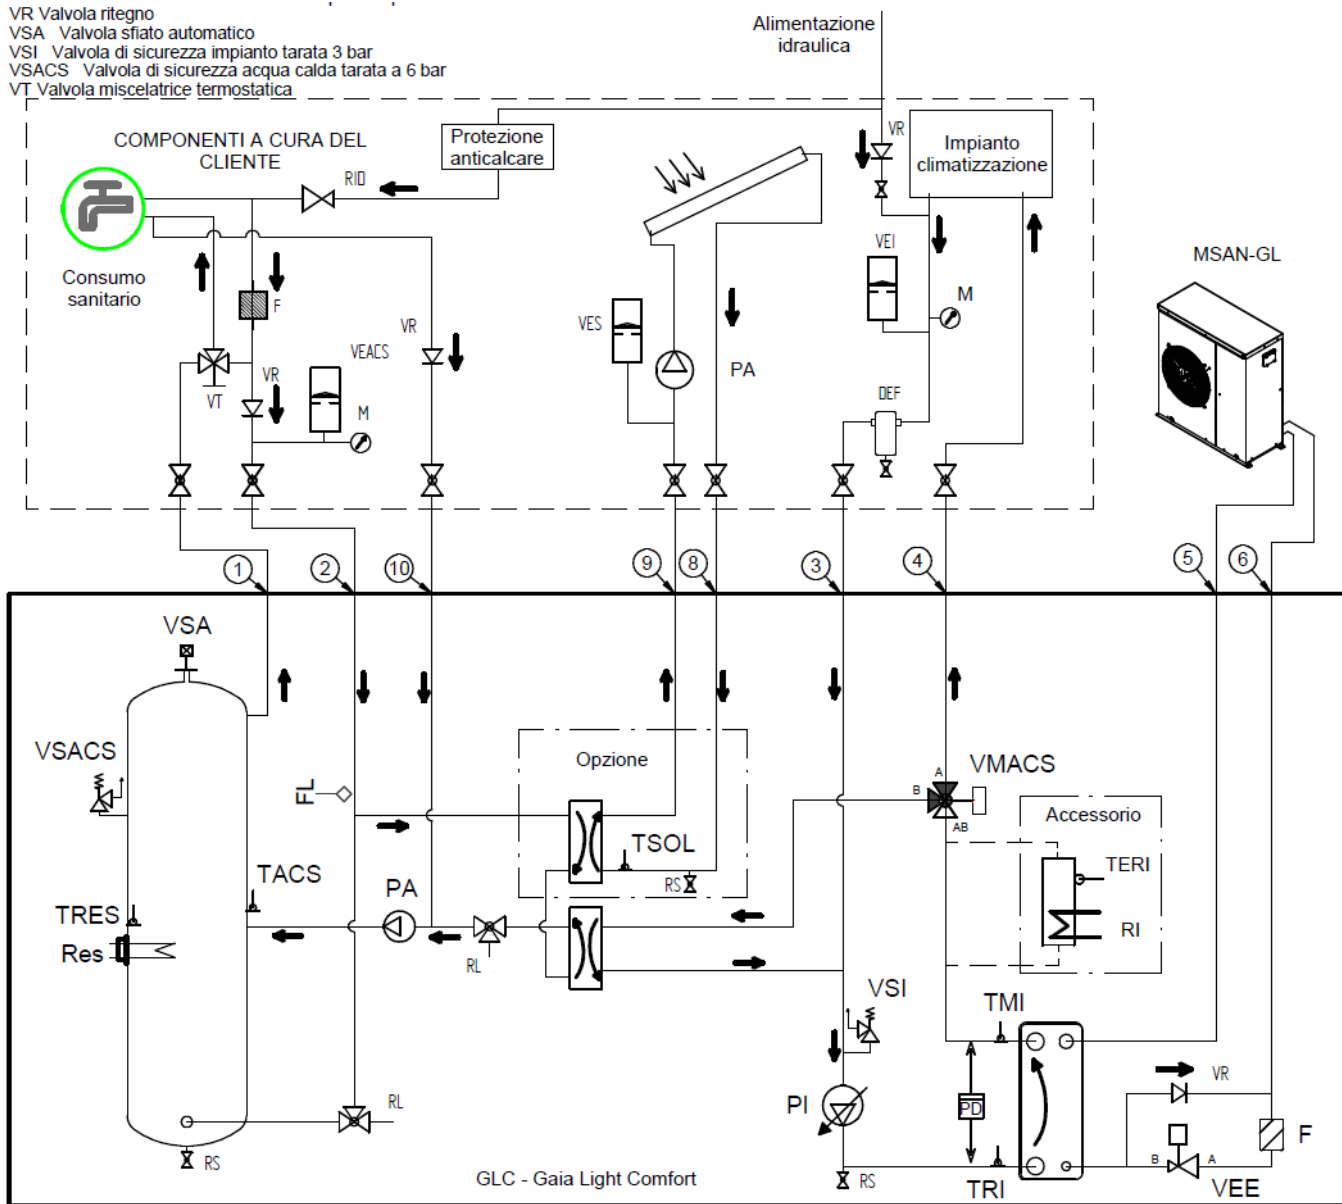 VR Valvola ritegno
VSA Valvola sfiato automatico
VSI Valvola di sicurezza impianto tarata 3 bar
VSACS Valvola di sicurezza acqua calda tarata a 6 bar
VT Valvola miscelatrice termostatica
Alimentazione
idraulica
COMPONENTI A CURA DEL
CLIENTE
Protezione
anticalcare
VR
Impianto
climatizzazione
RID
Consumo
sanitario
F
VEI
MSAN-GL
M
VES
VR
VEACS
PA
VR
VT
M
DEF
1
2
10
9
8
3
4
5
6
VSA
VSACS
Opzione
VMACS
A
B
AB
FL
Accessorio
TSOL
TERI
TACS
PA
RS
TRES
RI
Res
RL
VSI
TMI
VR
PI
PD
RL
F
B
A
RS
GLC - Gaia Light Comfort
RS
TRI
VEE